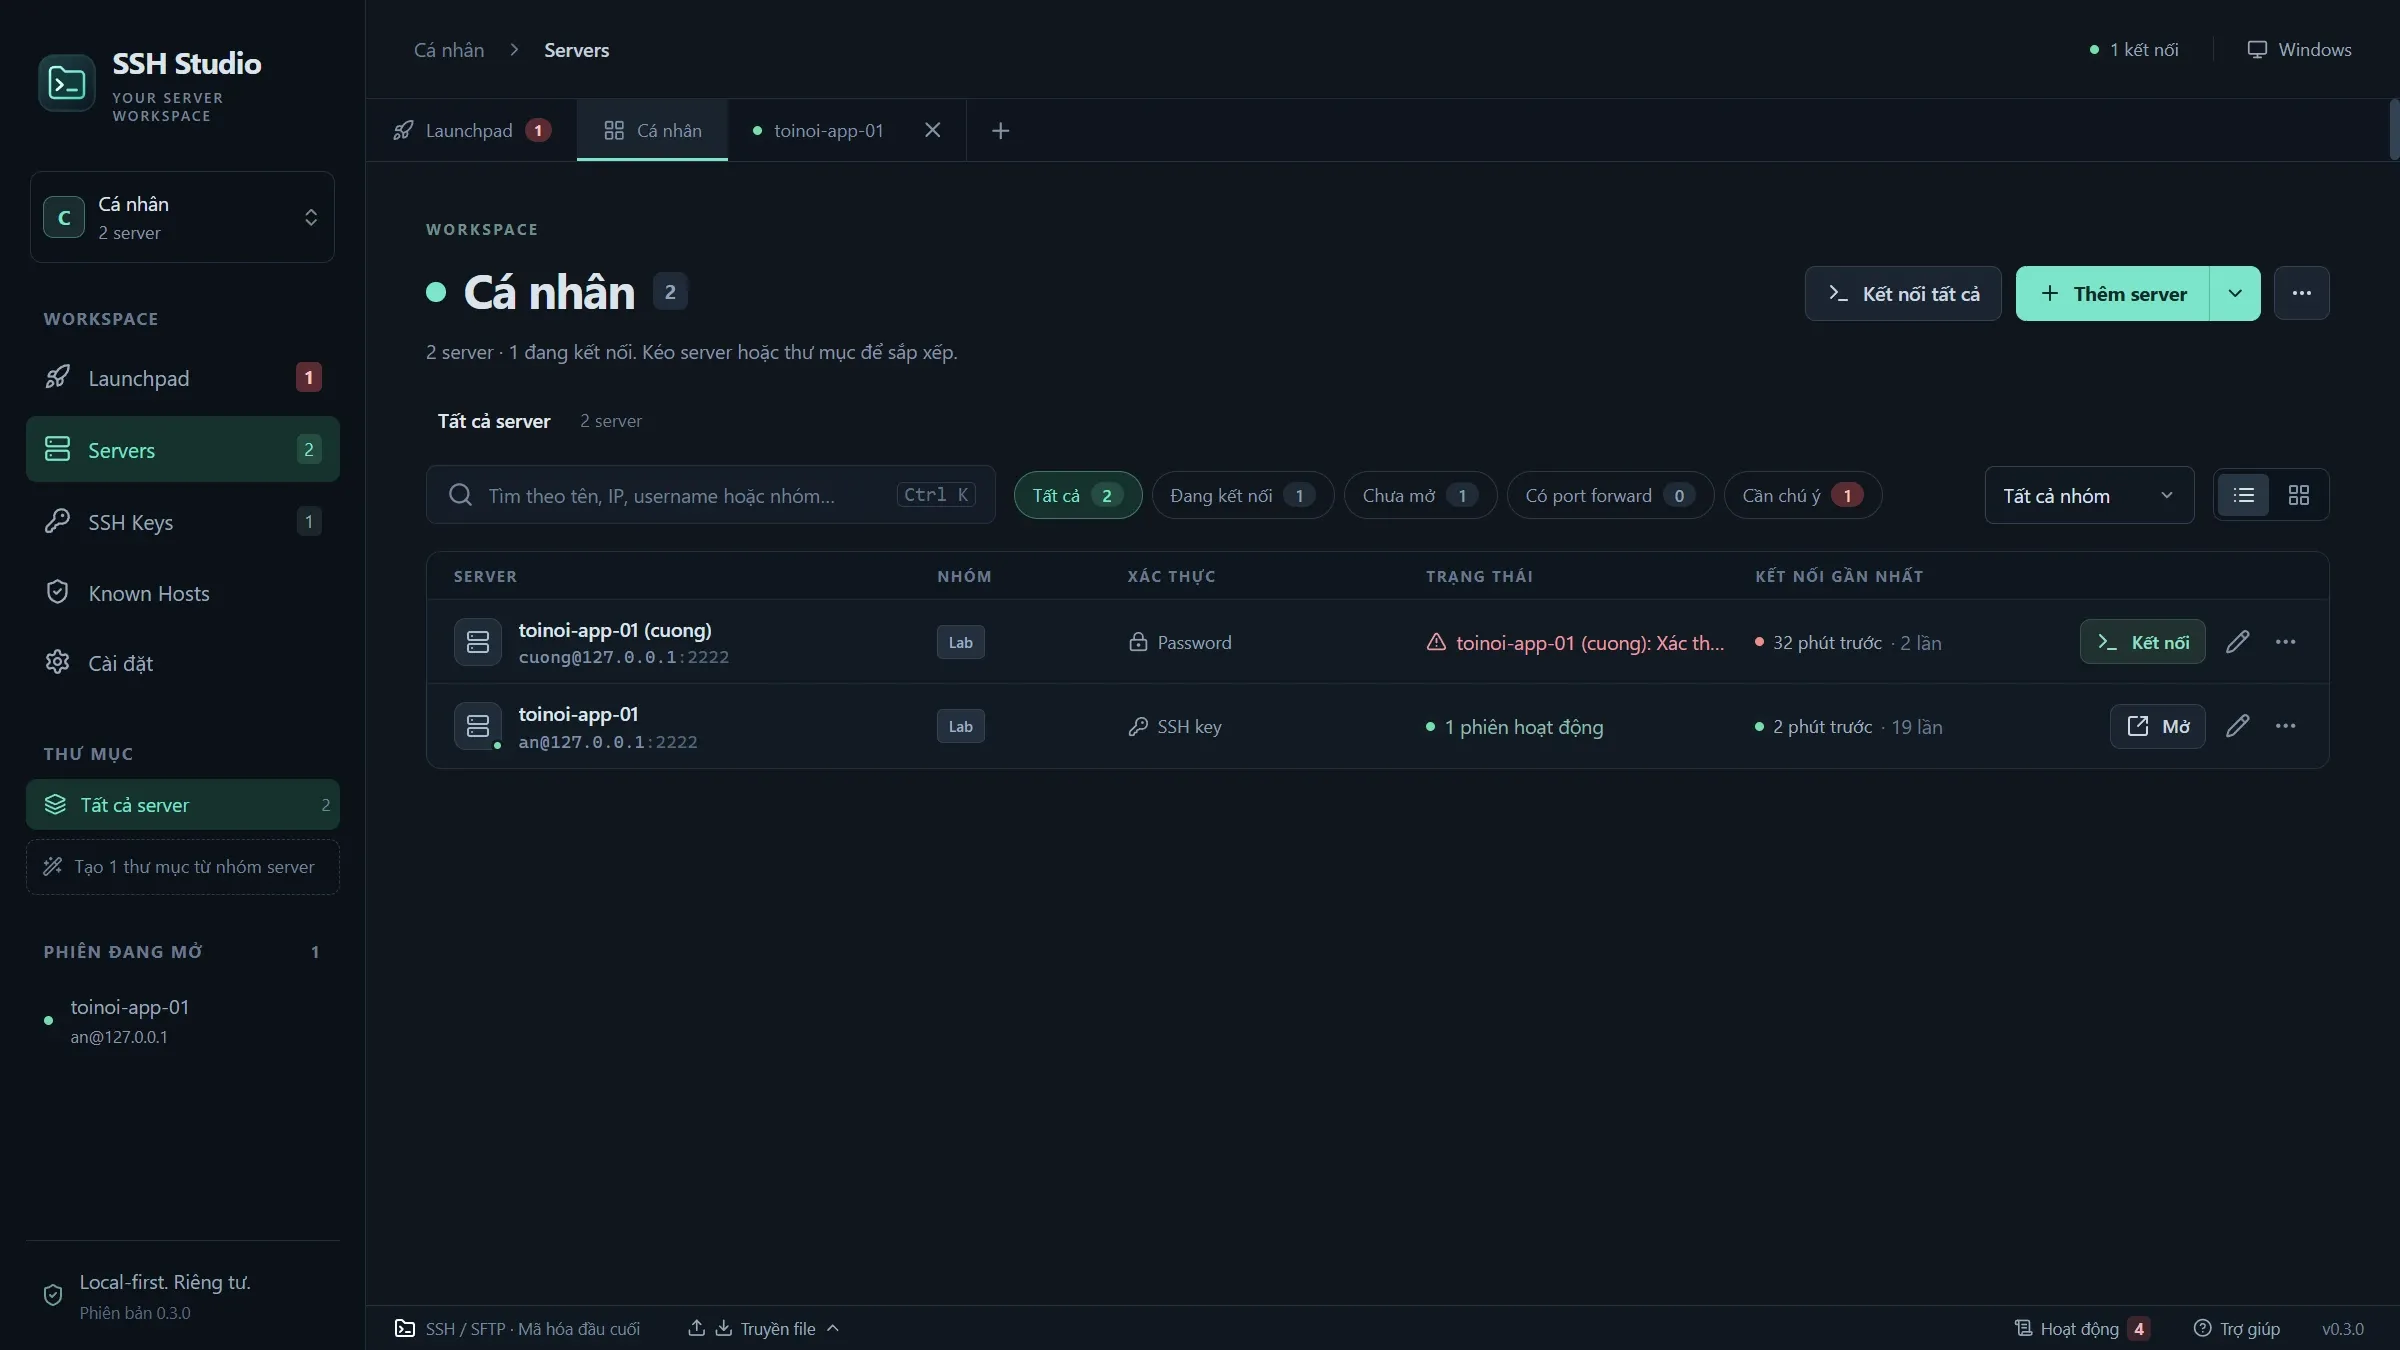 SSH Studio
YOUR SERVER
WORKSPACE
C
Cá nhân
2 server
WORKSPACE
Launchpad 1
Servers 2
SSH Keys 1
Known Hosts
Cài đặt
THƯ MỤC
Tất cả server 2
Tạo 1 thư mục từ nhóm server
PHIÊN ĐANG MỞ 1
toinoi-app-01
an@127.0.0.1
Local-first. Riêng tư.
Phiên bản 0.3.0
Cá nhân Servers
1 kết nối Windows
Launchpad 1 Cá nhân toinoi-app-01
WORKSPACE
Cá nhân 2
Kết nối tất cả Thêm server
2 server · 1 đang kết nối. Kéo server hoặc thư mục để sắp xếp.
Tất cả server 2 server
Tìm theo tên, IP, username hoặc nhóm... Ctrl K
Tất cả 2 Đang kết nối 1 Chưa mở 1 Có port forward 0 Cần chú ý 1
Tất cả nhóm
SERVER NHÓM XÁC THỰC TRẠNG THÁI KẾT NỐI GẦN NHẤT
toinoi-app-01 (cuong)
cuong@127.0.0.1:2222
Lab Password toinoi-app-01 (cuong): Xác th... 32 phút trước · 2 lần Kết nối
toinoi-app-01
an@127.0.0.1:2222
Lab SSH key 1 phiên hoạt động 2 phút trước · 19 lần Mở
SSH / SFTP · Mã hóa đầu cuối Truyền file
Hoạt động 4 Trợ giúp v0.3.0